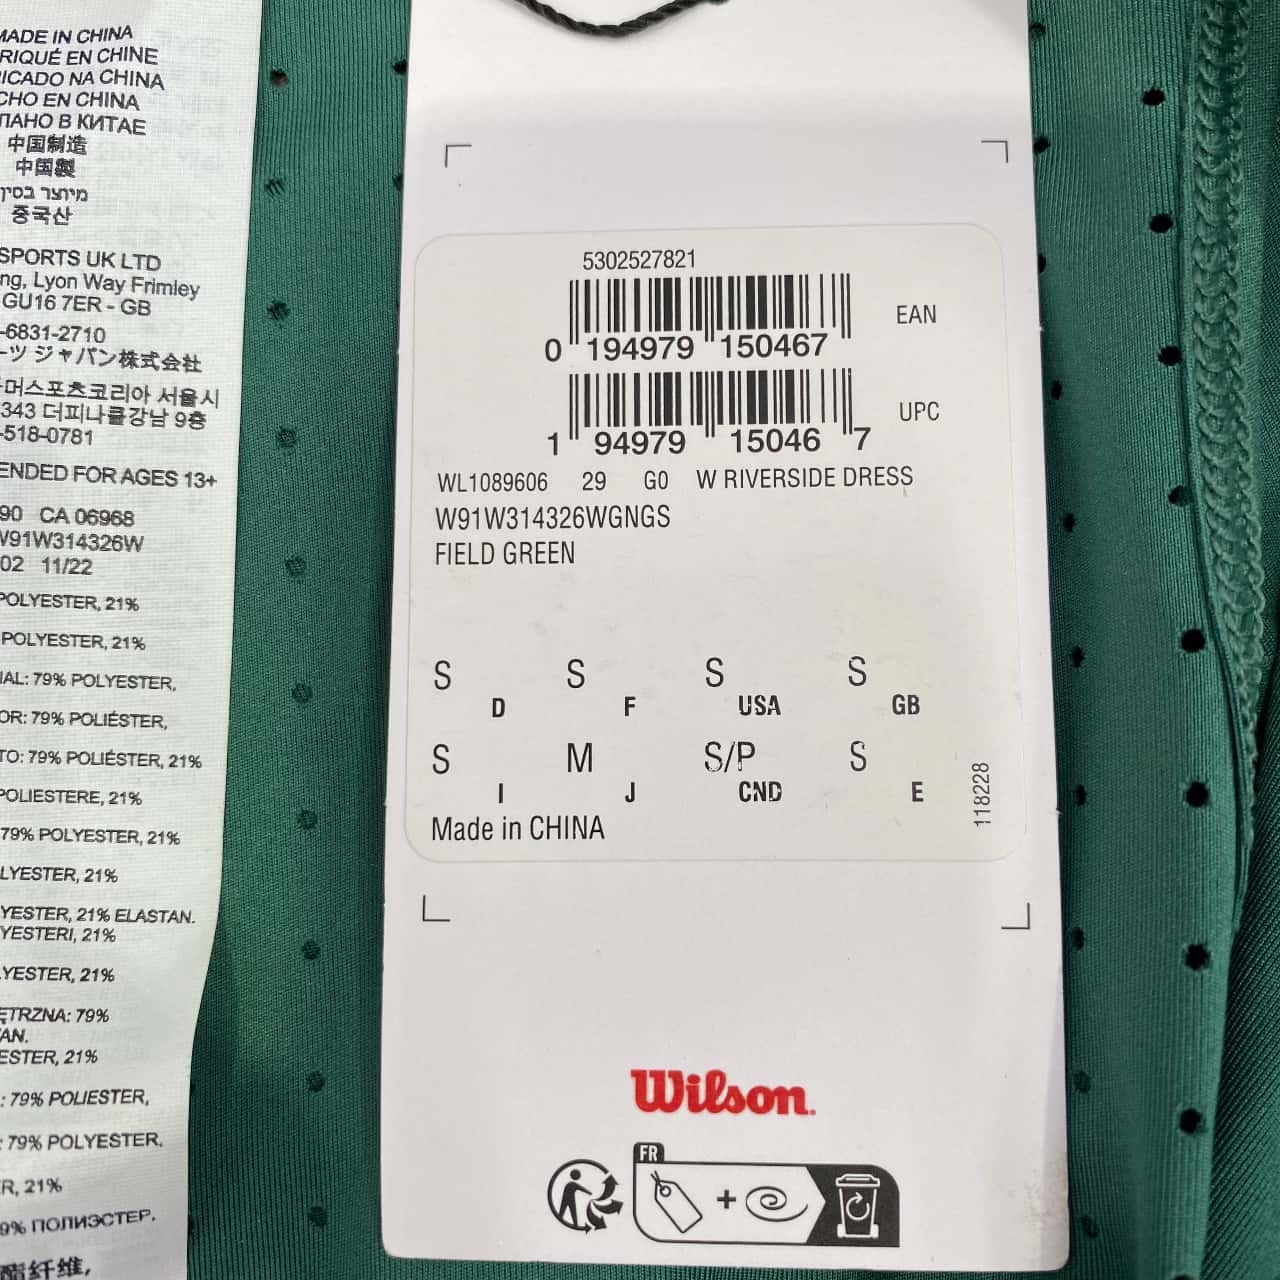 MADE IN CHINA
RIQUÉ EN CHINE
ICADO NA CHINA
CHO EN CHINA
ЛАНО В КИТАЕ
中国制造
中國製
מיוצר בסין
중국산
SPORTS UK LTD
ng, Lyon Way Frimley
GU16 7ER - GB
-6831-2710
ーツ ジャパン株式会社
머스포츠코리아 서울시
343 더피나클강남 9층
-518-0781
ENDED FOR AGES 13+
90 CA 06968
W91W314326W
02 11/22
POLYESTER, 21%
POLYESTER, 21%
IAL: 79% POLYESTER,
OR: 79% POLIÉSTER,
TO: 79% POLIÉSTER, 21%
POLIESTERE, 21%
79% POLYESTER, 21%
LYESTER, 21%
YESTER, 21% ELASTAN.
YESTERI, 21%
LYESTER, 21%
ĘTRZNA: 79%
AN.
ESTER, 21%
: 79% POLIESTER,
: 79% POLYESTER.
R, 21%
9% ПОЛИЭСТЕР.
酯纤维,
5302527821
0 194979 150467
EAN
1 94979 15046 7
UPC
WL1089606 29 G0 W RIVERSIDE DRESS
W91W314326WGNGS
FIELD GREEN
S S S S
D F USA GB
S M S/P S
I J CND E
118228
Made in CHINA
Wilson.
FR
+